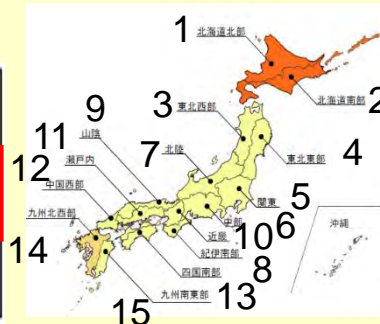 1 北海道北部
北海道南部 2
3 東北西部
東北東部 4
9
11 山陰
7 北陸
12 瀬戸内
中国西部
関東 5
九州北西部
中部 6
10
近畿
14
紀伊南部 8
四国南部 13
九州南東部
15
沖縄